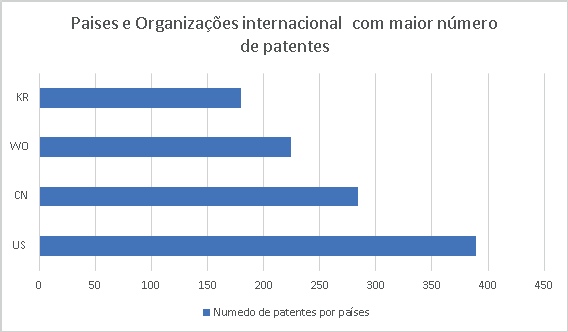 Paises e Organizações internacional  com maior número
de patentes
KR
WO
CN
US
0 50 100 150 200 250 300 350 400 450
Numedo de patentes por países